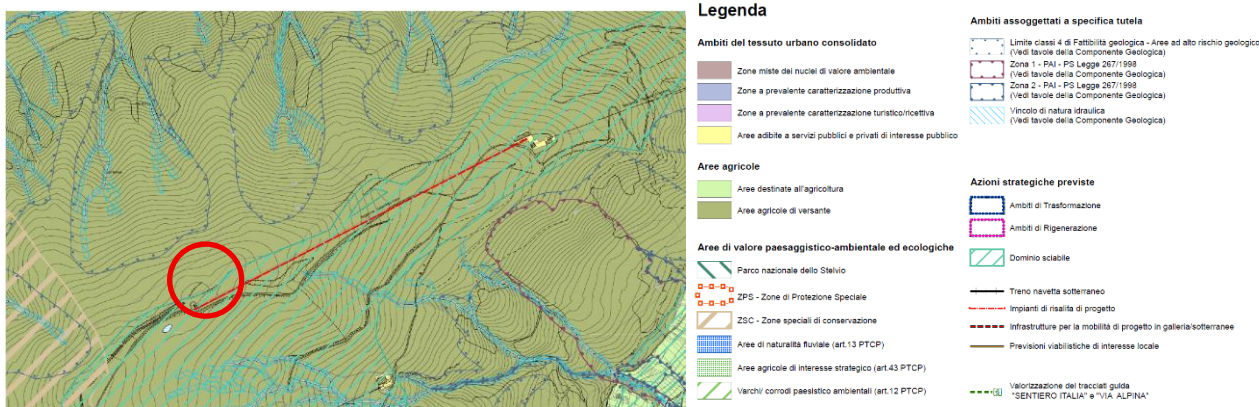 Legenda
Ambiti del tessuto urbano consolidato
Zone miste dei nuclei di valore ambientale
Zone a prevalente caratterizzazione produttiva
Zone a prevalente caratterizzazione turistico/ricettiva
Aree adibite a servizi pubblici e privati di interesse pubblico
Aree agricole
Aree destinate all'agricoltura
Aree agricole di versante
Aree di valore paesaggistico-ambientale ed ecologiche
Parco nazionale dello Stelvio
ZPS - Zone di Protezione Speciale
ZSC - Zone speciali di conservazione
Aree di naturalità fluviale (art.13 PTCP)
Aree agricole di interesse strategico (art.43 PTCP)
Varchi/ corrodi paesistico ambientali (art.12 PTCP)
Ambiti assoggettati a specifica tutela
Limite classi 4 di Fattibilità geologica - Aree ad alto rischio geologico
(Vedi tavole della Componente Geologica)
Zona 1 - PAI - PS Legge 267/1998
(Vedi tavole della Componente Geologica)
Zona 2 - PAI - PS Legge 267/1998
(Vedi tavole della Componente Geologica)
Vincolo di natura idraulica
(Vedi tavole della Componente Geologica)
Azioni strategiche previste
Ambiti di Trasformazione
Ambiti di Rigenerazione
Dominio sciabile
Treno navetta sotterraneo
Impianti di risalita di progetto
Infrastrutture per la mobilità di progetto in galleria/sotterranee
Previsioni viabilistiche di interesse locale
Valorizzazione dei tracciati guida
"SENTIERO ITALIA" e "VIA ALPINA"